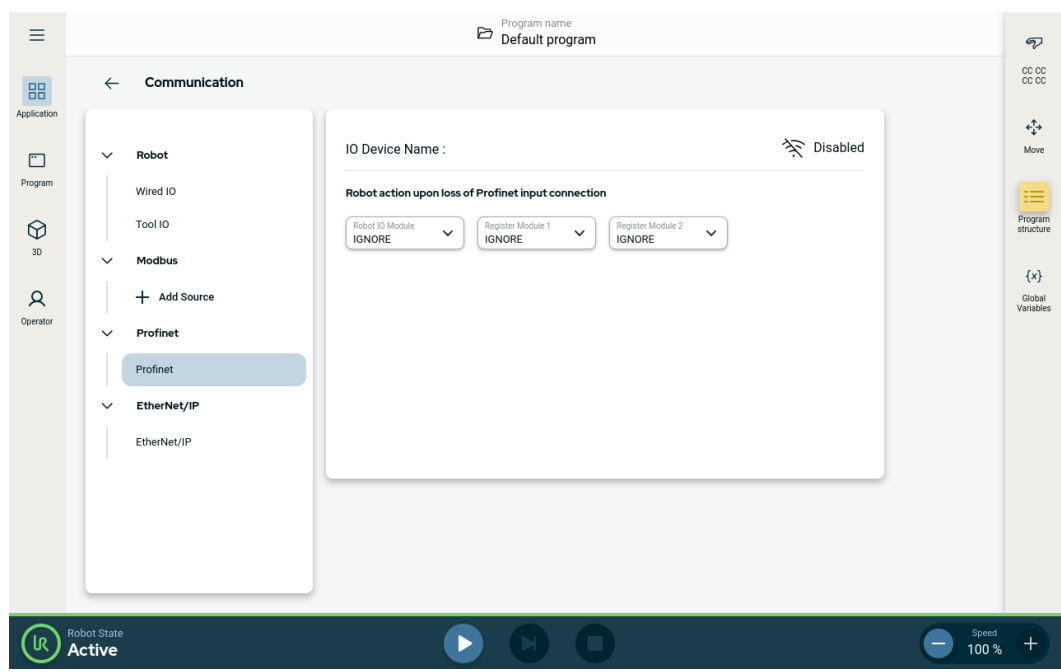 Program name
Default program
Application
Program
3D
Operator
Communication
Robot
Wired IO
Tool IO
Modbus
Add Source
Profinet
Profinet
EtherNet/IP
EtherNet/IP
IO Device Name :
Disabled
Robot action upon loss of Profinet input connection
Robot IO Module
IGNORE
Register Module 1
IGNORE
Register Module 2
IGNORE
CC CC
CC CC
Move
Program
structure
{x}
Global
Variables
UR
Robot State
Active
Speed
100 %